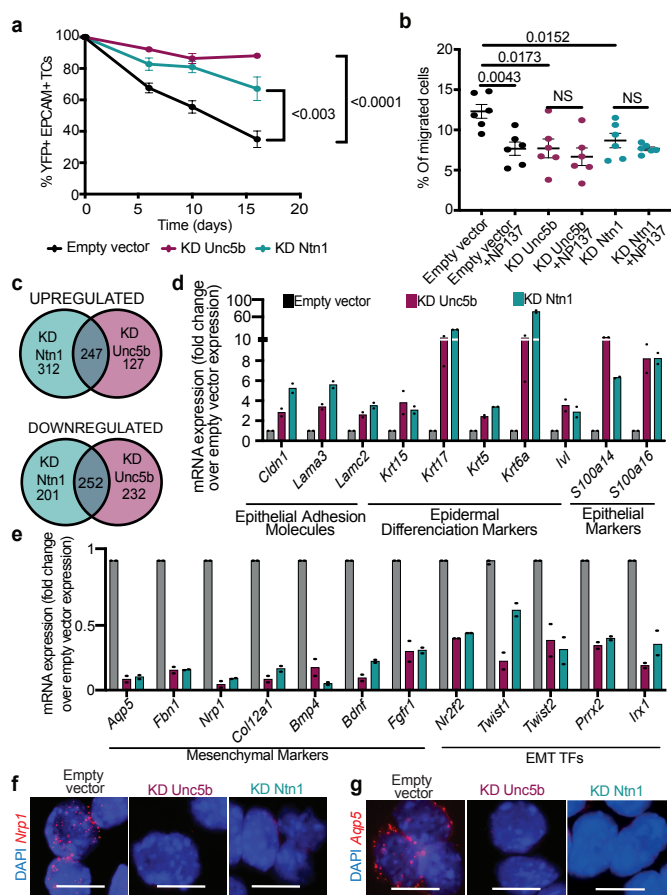 a
% YFP+ EPCAM+ TCs
100
80
60
40
20
0
0 5 10 15 20
Time (days)
<0.003
<0.0001
Empty vector KD Unc5b KD Ntn1
b
% Of migrated cells
20
15
10
5
0
0.0152
0.0173
0.0043
NS
NS
Empty vector
Empty vector +NP137
KD Unc5b
KD Unc5b +NP137
KD Ntn1
KD Ntn1 +NP137
c
UPREGULATED
KD Ntn1 312
247
KD Unc5b 127
DOWNREGULATED
KD Ntn1 201
252
KD Unc5b 232
d
mRNA expression (fold change
over empty vector expression)
Empty vector KD Unc5b KD Ntn1
100
60
20
10
8
6
4
2
0
Cldn1 Lama3 Lamc2 Krt15 Krt17 Krt5 Krt6a Ivl S100a14 S100a16
Epithelial Adhesion Molecules
Epidermal Differenciation Markers
Epithelial Markers
e
mRNA expression (fold change
over empty vector expression)
1
0.5
0
Aqp5 Fbn1 Nrp1 Col12a1 Bmp4 Bdnf Fgfr1 Nr2f2 Twist1 Twist2 Prrx2 Irx1
Mesenchymal Markers EMT TFs
f
Empty vector KD Unc5b KD Ntn1
DAPI Nrp1
g
Empty vector KD Unc5b KD Ntn1
DAPI Aqp5